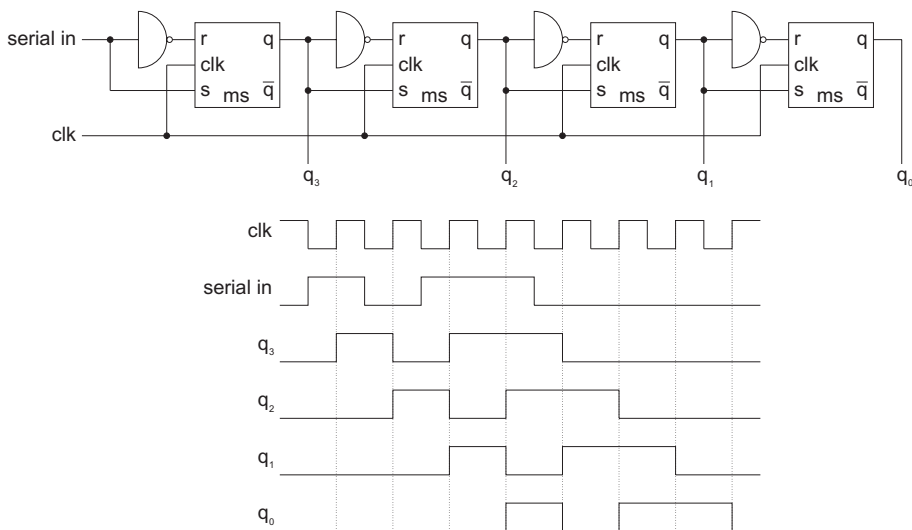 serial in r q r q r q r q
clk clk clk clk
s ms q̅ s ms q̅ s ms q̅ s ms q̅
clk
q₃ q₂ q₁ q₀
clk
serial in
q₃
q₂
q₁
q₀